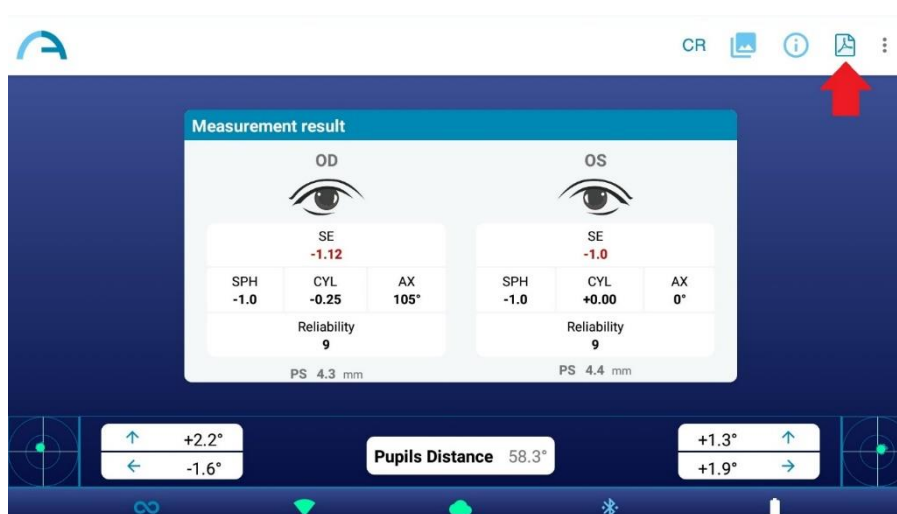 CR
Measurement result
OD OS
SE SE
-1.12 -1.0
SPH CYL AX SPH CYL AX
-1.0 -0.25 105° -1.0 +0.00 0°
Reliability Reliability
9 9
PS 4.3 mm PS 4.4 mm
+2.2° +1.3°
Pupils Distance 58.3°
-1.6° +1.9°